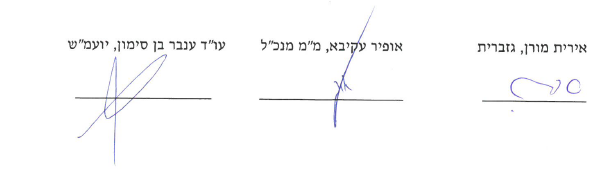 אירית מורן, גזברית אופיר עקיבא, מ"מ מנכ"ל עו"ד ענבר בן סימון, יועמ"ש